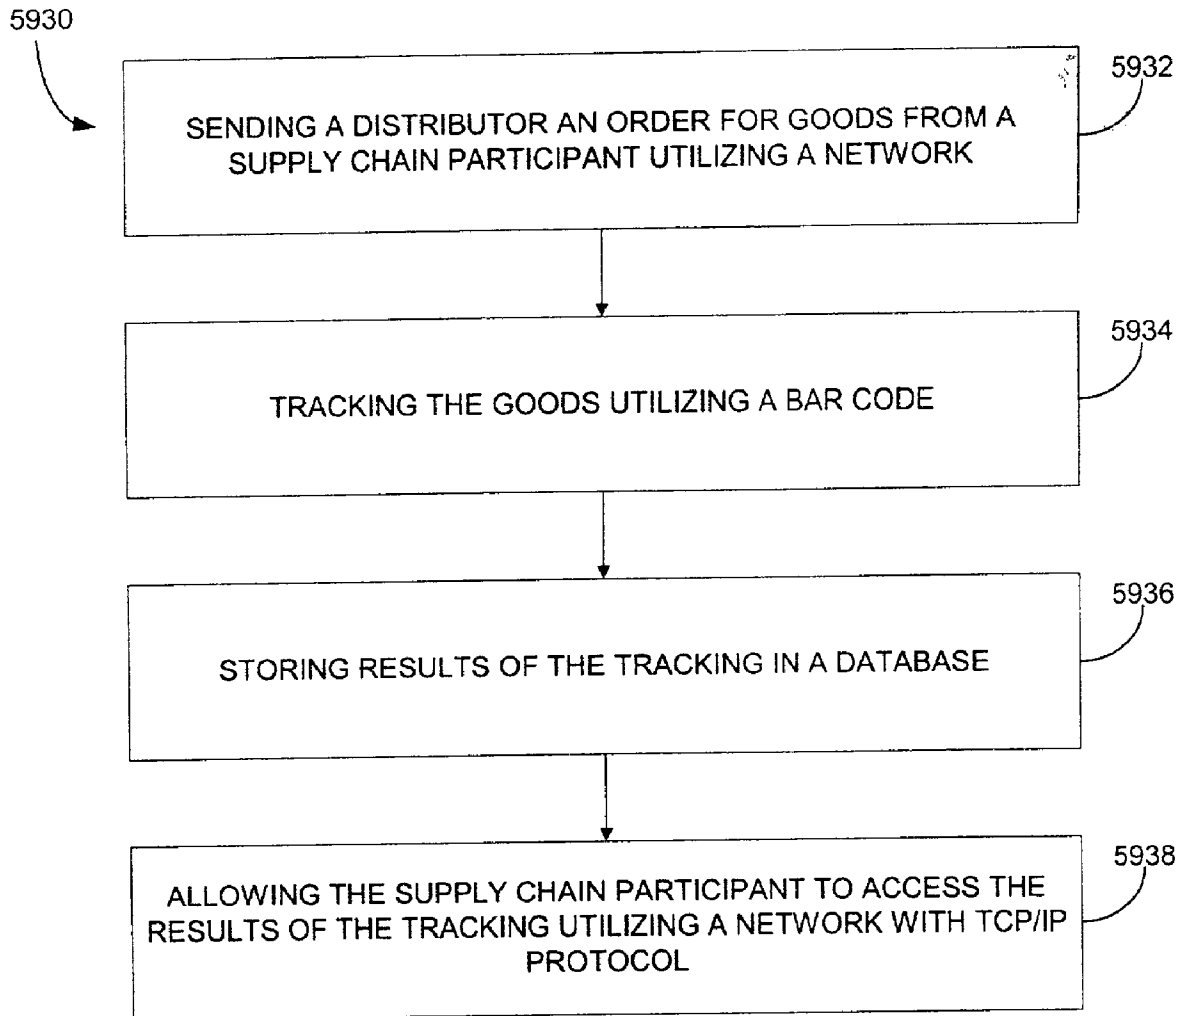 5930
5932
SENDING A DISTRIBUTOR AN ORDER FOR GOODS FROM A
SUPPLY CHAIN PARTICIPANT UTILIZING A NETWORK
5934
TRACKING THE GOODS UTILIZING A BAR CODE
5936
STORING RESULTS OF THE TRACKING IN A DATABASE
5938
ALLOWING THE SUPPLY CHAIN PARTICIPANT TO ACCESS THE
RESULTS OF THE TRACKING UTILIZING A NETWORK WITH TCP/IP
PROTOCOL